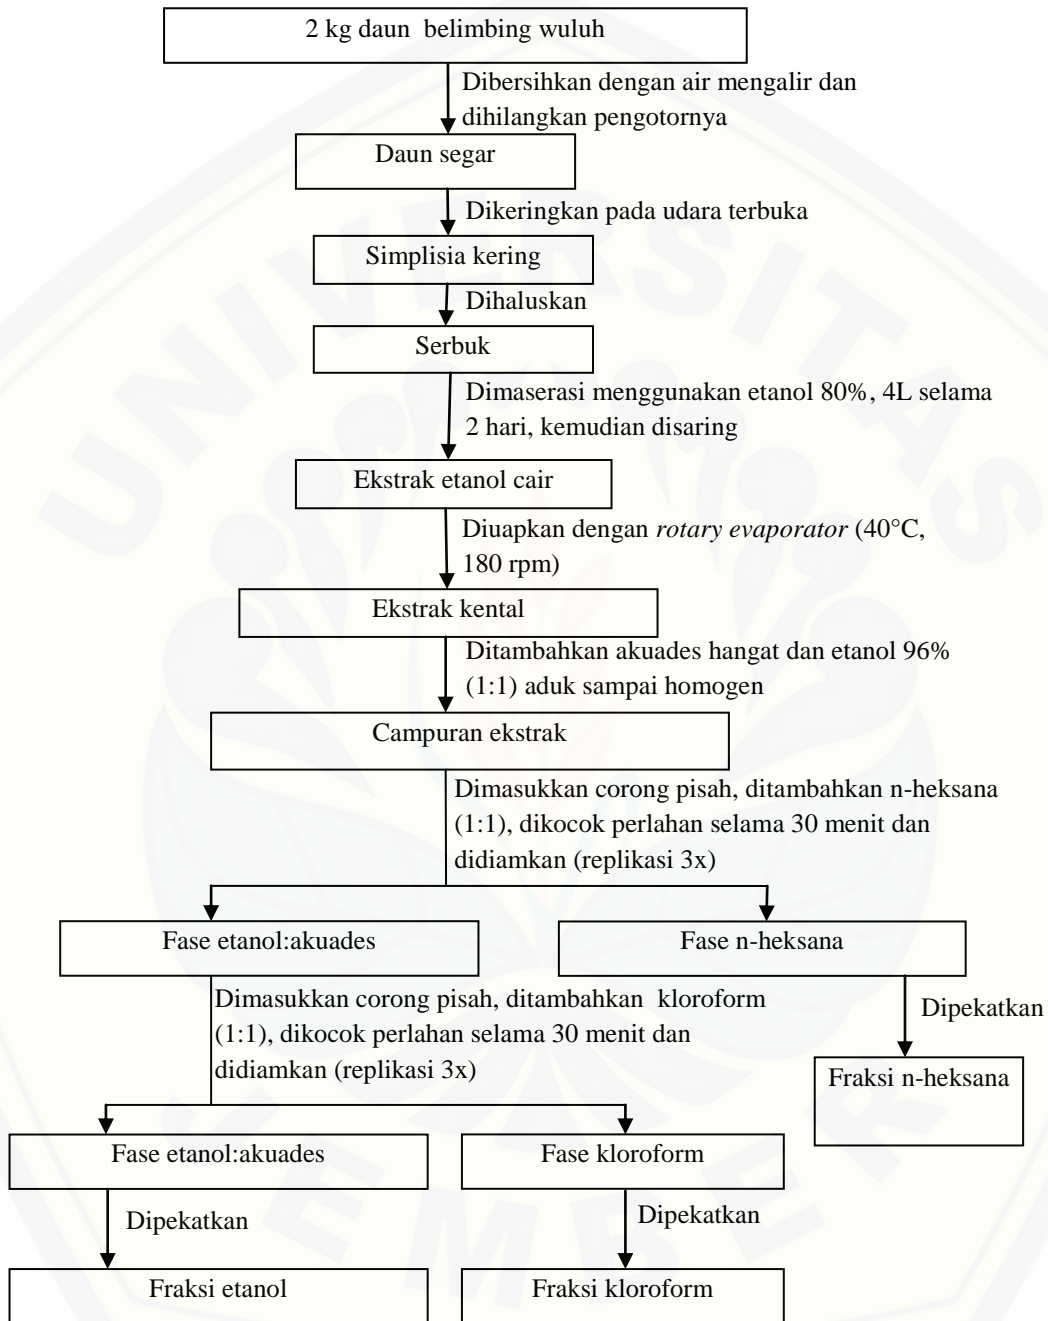 2 kg daun belimbing wuluh
Dibersihkan dengan air mengalir dan
dihilangkan pengotornya
Daun segar
Dikeringkan pada udara terbuka
Simplisia kering
Dihaluskan
Serbuk
Dimaserasi menggunakan etanol 80%, 4L selama
2 hari, kemudian disaring
Ekstrak etanol cair
Diuapkan dengan rotary evaporator (40°C,
180 rpm)
Ekstrak kental
Ditambahkan akuades hangat dan etanol 96%
(1:1) aduk sampai homogen
Campuran ekstrak
Dimasukkan corong pisah, ditambahkan n-heksana
(1:1), dikocok perlahan selama 30 menit dan
didiamkan (replikasi 3x)
Fase etanol:akuades
Fase n-heksana
Dimasukkan corong pisah, ditambahkan kloroform
(1:1), dikocok perlahan selama 30 menit dan
didiamkan (replikasi 3x)
Dipekatkan
Fraksi n-heksana
Fase etanol:akuades
Fase kloroform
Dipekatkan
Dipekatkan
Fraksi etanol
Fraksi kloroform
UNIVERSITAS
JEMBER